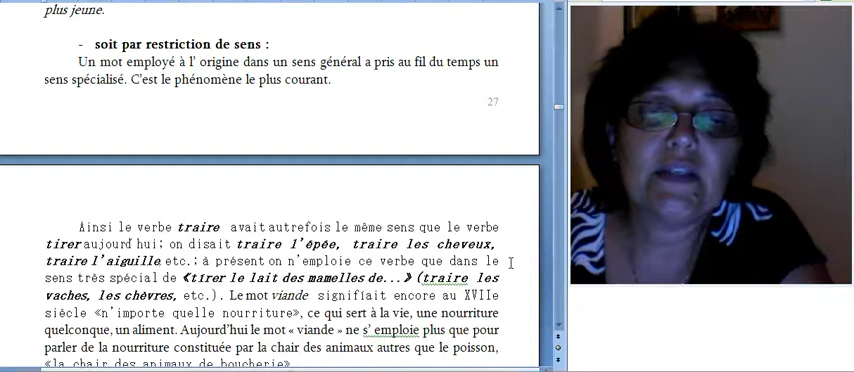 plus jeune.
- soit par restriction de sens :
Un mot employé à l' origine dans un sens général a pris au fil du temps un
sens spécialisé. C'est le phénomène le plus courant.
27
Ainsi le verbe traire avait autrefois le même sens que le verbe
tirer aujourd'hui; on disait traire l'épée, traire les cheveux,
traire l'aiguille etc.; à présent on n'emploie ce verbe que dans le
sens très spécial de «tirer le lait des mamelles de...» (traire les
vaches, les chèvres, etc.). Le mot viande signifiait encore au XVIIe
siècle «n'importe quelle nourriture», ce qui sert à la vie, une nourriture
quelconque, un aliment. Aujourd'hui le mot « viande » ne s' emploie plus que pour
parler de la nourriture constituée par la chair des animaux autres que le poisson,
«la chair des animaux de boucherie»